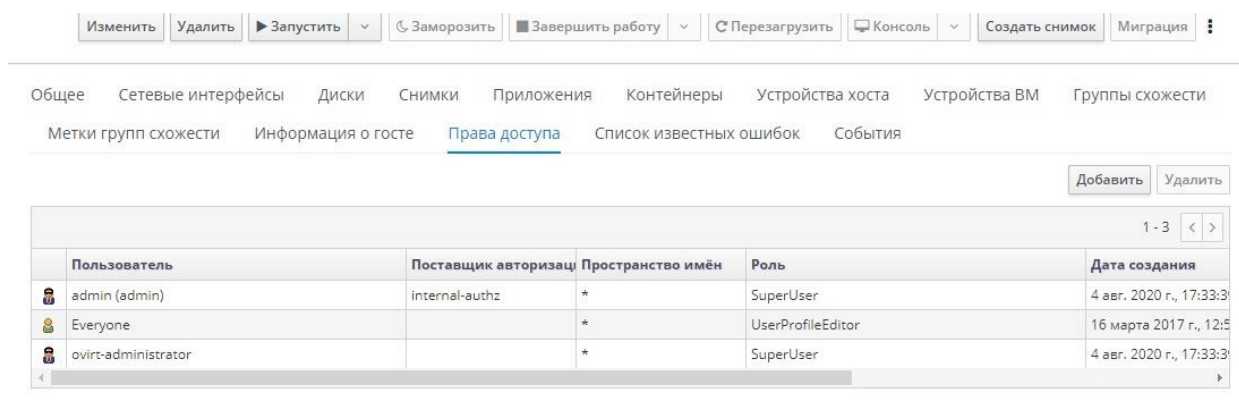 Изменить Удалить Запустить Заморозить Завершить работу Перезагрузить Консоль Создать снимок Миграция
Общее Сетевые интерфейсы Диски Снимки Приложения Контейнеры Устройства хоста Устройства ВМ Группы схожести
Метки групп схожести Информация о госте Права доступа Список известных ошибок События
Добавить Удалить
1 - 3 < >
Пользователь Поставщик авторизаци Пространство имён Роль Дата создания
admin (admin) internal-authz * SuperUser 4 авг. 2020 г., 17:33:39
Everyone * UserProfileEditor 16 марта 2017 г., 12:5
ovirt-administrator * SuperUser 4 авг. 2020 г., 17:33:39